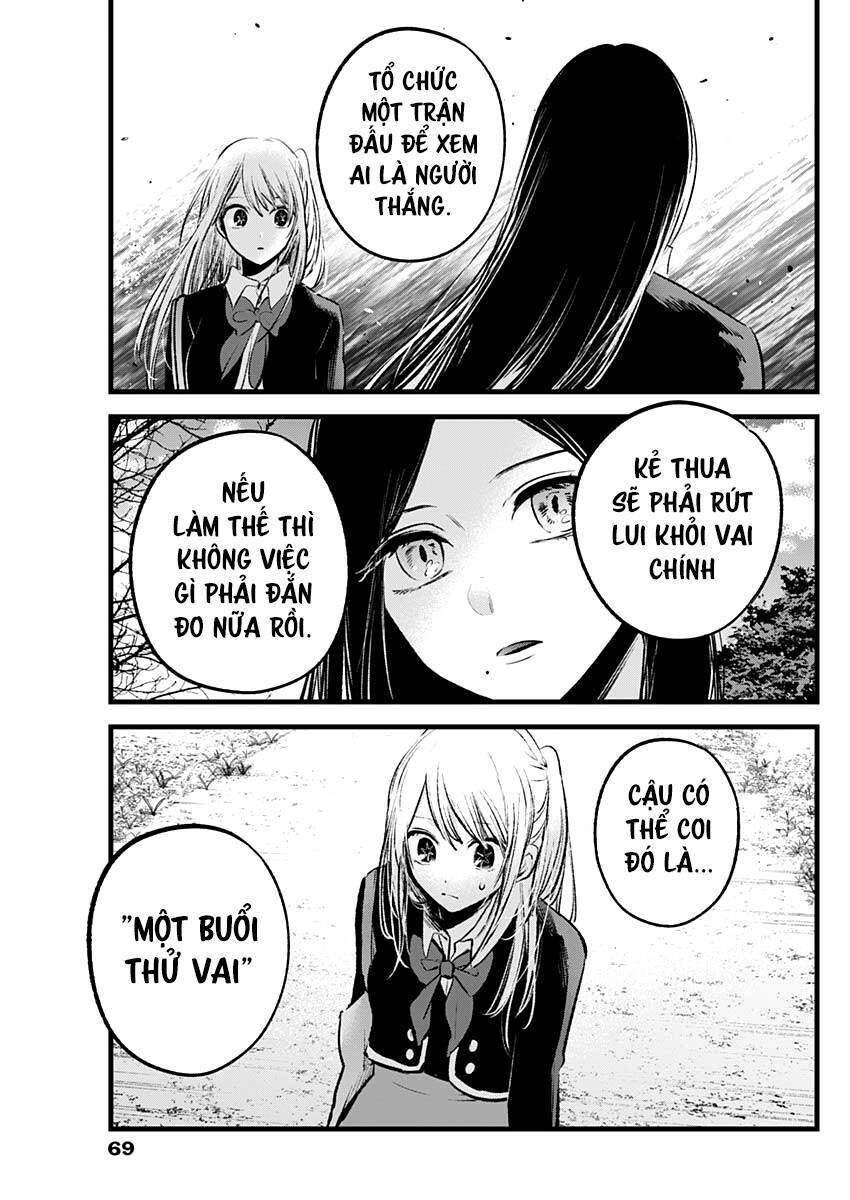 TỔ CHỨC
MỘT TRẬN
ĐẤU ĐỂ XEM
AI LÀ NGƯỜI
THẮNG.
KẺ THUA
SẼ PHẢI RÚT
LUI KHỎI VAI
CHÍNH
NẾU
LÀM THẾ THÌ
KHÔNG VIỆC
GÌ PHẢI ĐẮN
ĐO NỮA RỒI.
CẬU CÓ
THỂ COI
ĐÓ LÀ...
"MỘT BUỔI
THỬ VAI"
69